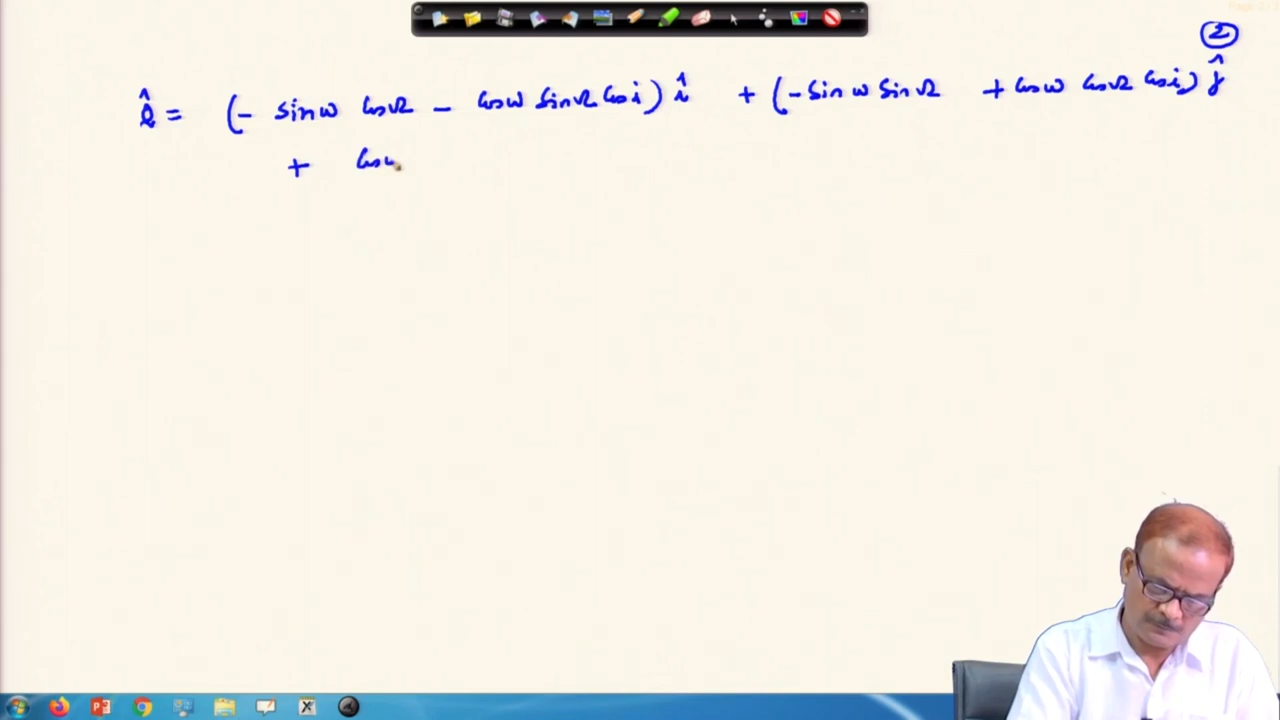 ②
ê = (- sinω cosΩ - cosω sinΩ cosi) î + (- sinω sinΩ + cosω cosΩ cosi) ĵ
+ cos